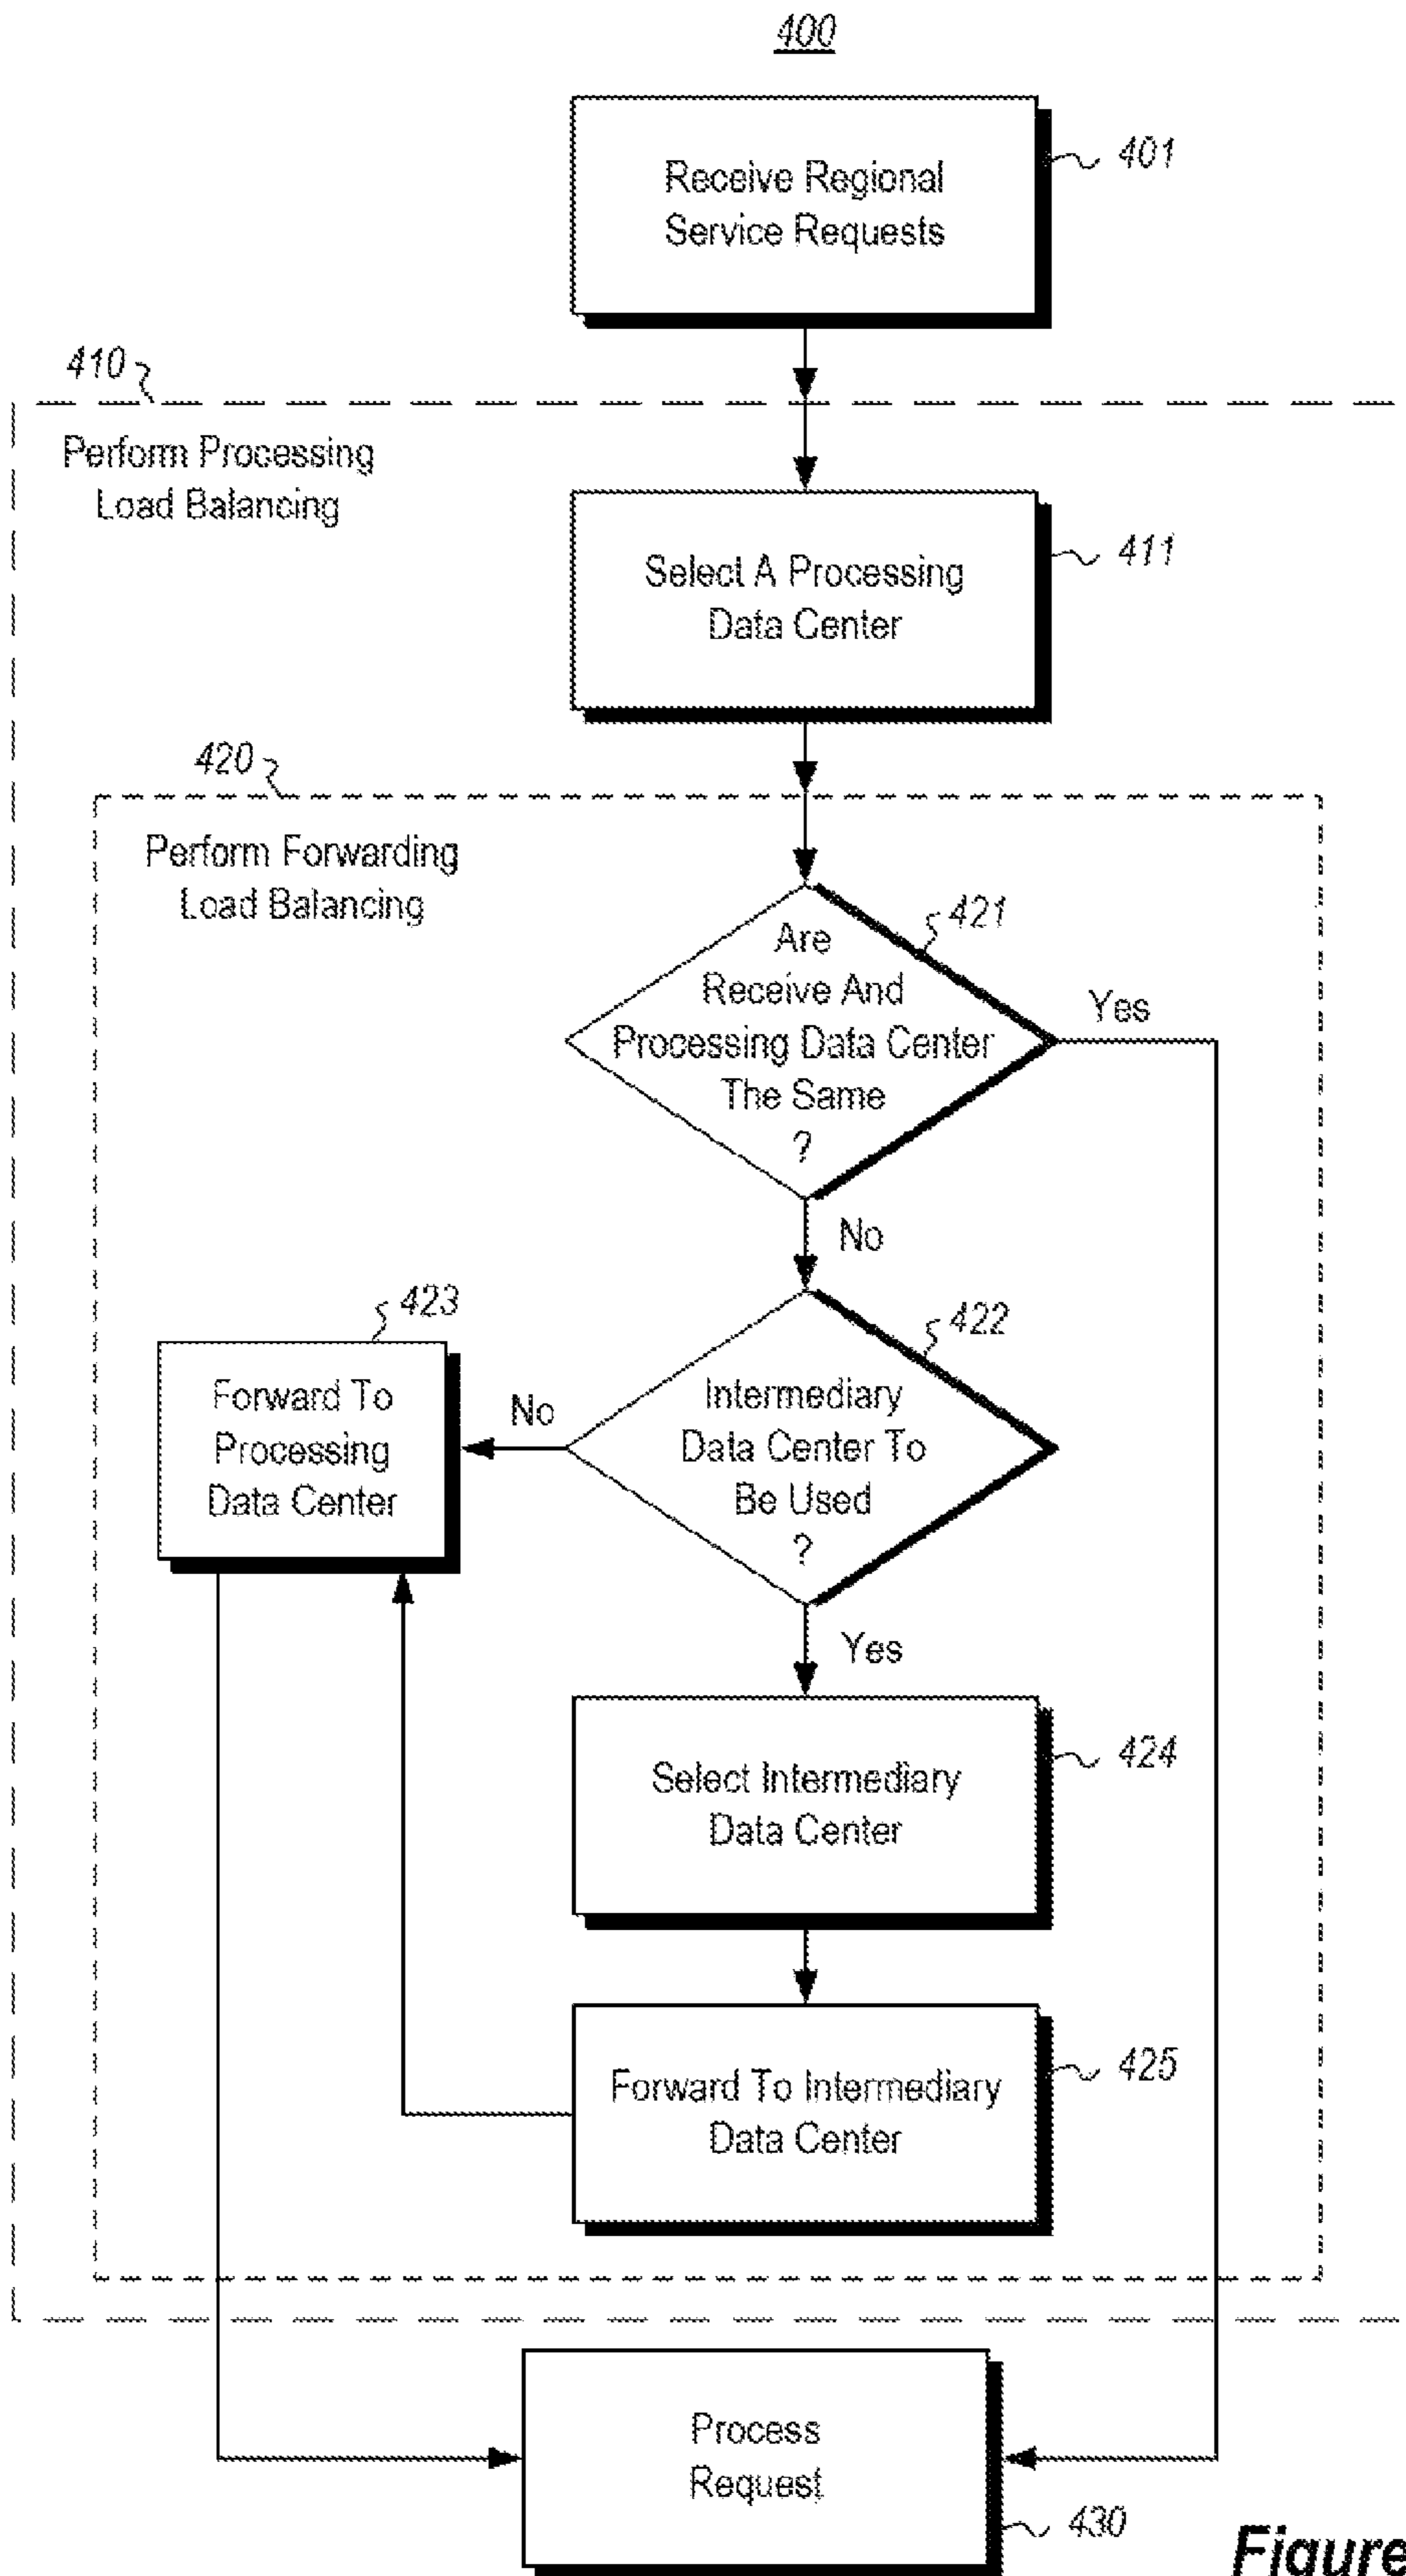 400
Receive Regional
Service Requests
401
410
Perform Processing
Load Balancing
Select A Processing
Data Center
411
420
Perform Forwarding
Load Balancing
421
Are
Receive And
Processing Data Center
The Same
?
Yes
No
423
422
Forward To
Processing
Data Center
No
Intermediary
Data Center To
Be Used
?
Yes
Select Intermediary
Data Center
424
Forward To Intermediary
Data Center
425
Process
Request
430
Figure